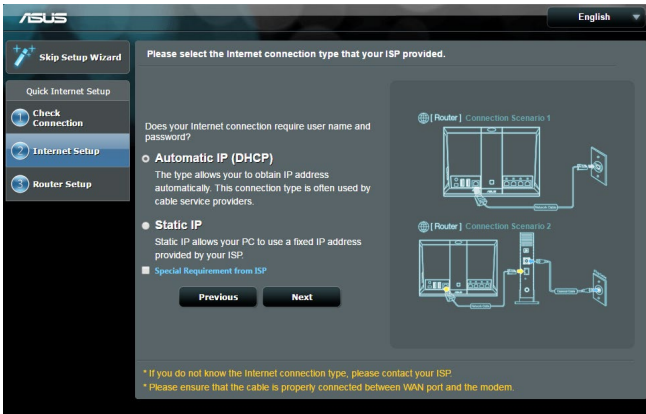 ASUS
English
Skip Setup Wizard
Please select the Internet connection type that your ISP provided.
Quick Internet Setup
1 Check
Connection
2 Internet Setup
3 Router Setup
Does your Internet connection require user name and
password?
Automatic IP (DHCP)
The type allows your to obtain IP address
automatically. This connection type is often used by
cable service providers.
Static IP
Static IP allows your PC to use a fixed IP address
provided by your ISP.
Special Requirement from ISP
Previous
Next
[ Router ] Connection Scenario 1
[ Router ] Connection Scenario 2
* If you do not know the Internet connection type, please contact your ISP.
* Please ensure that the cable is properly connected between WAN port and the modem.